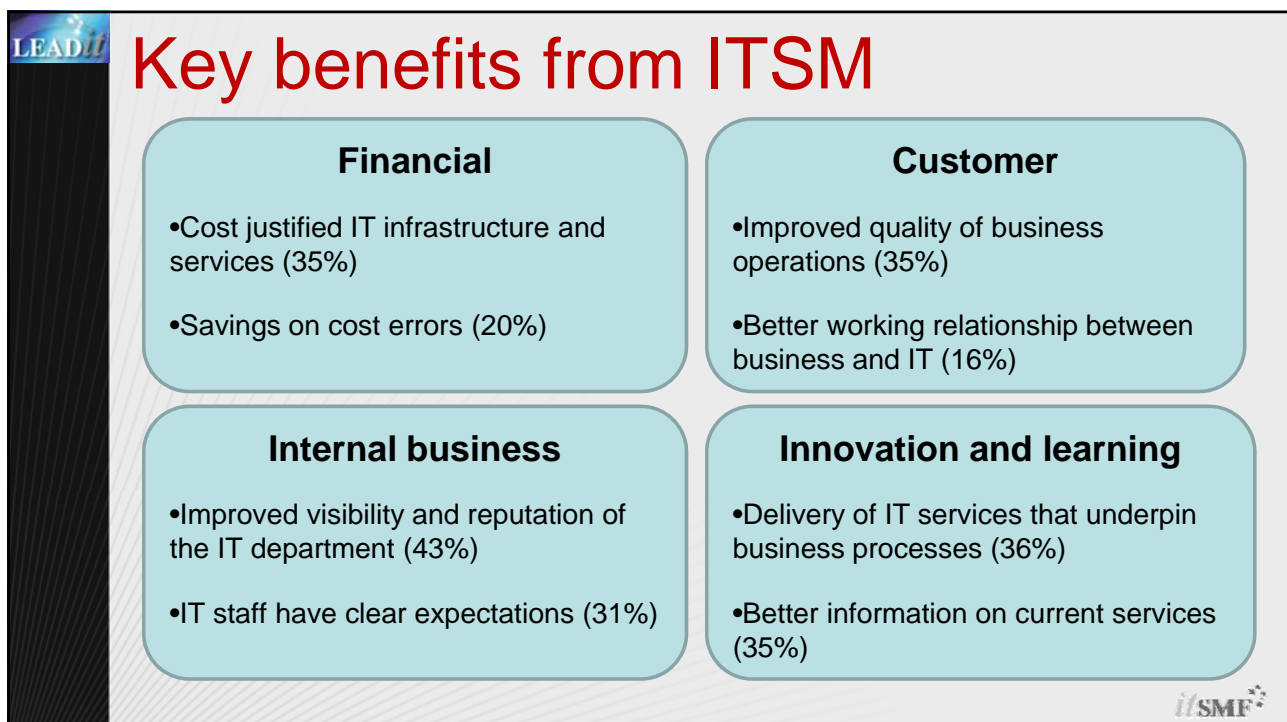 LEADit
Key benefits from ITSM
Financial
•Cost justified IT infrastructure and
services (35%)
•Savings on cost errors (20%)
Customer
•Improved quality of business
operations (35%)
•Better working relationship between
business and IT (16%)
Internal business
•Improved visibility and reputation of
the IT department (43%)
•IT staff have clear expectations (31%)
Innovation and learning
•Delivery of IT services that underpin
business processes (36%)
•Better information on current services
(35%)
itSMF